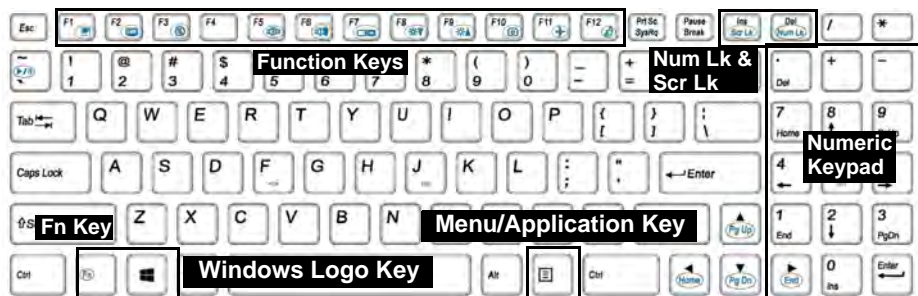 Esc F1 F2 F3 F4 F5 F6 F7 F8 F9 F10 F11 F12 Prt Sc Pause Ins Del / *
SysRq Break Scr Lk Num Lk
~ ! @ # $ Function Keys * ( ) _ + Num Lk & . + -
` 1 2 3 4 5 6 7 8 9 0 - = Scr Lk Del
Tab Q W E R T Y U I O P { } | 7 8 9
[ ] \ Home
Numeric
Caps Lock A S D F G H J K L : " Enter 4 Keypad
; '
Fn Key Z X C V B N Menu/Application Key Pg Up 1 2 3
End PgDn
Ctrl Fn Windows Logo Key Alt Ctrl Home Pg Dn End 0 Enter
Ins